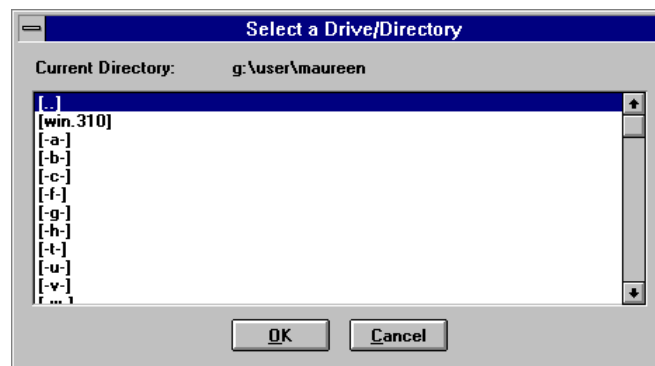 Select a Drive/Directory
Current Directory: g:\user\maureen
[..]
[win.310]
[-a-]
[-b-]
[-c-]
[-f-]
[-g-]
[-h-]
[-t-]
[-u-]
[-v-]
OK Cancel